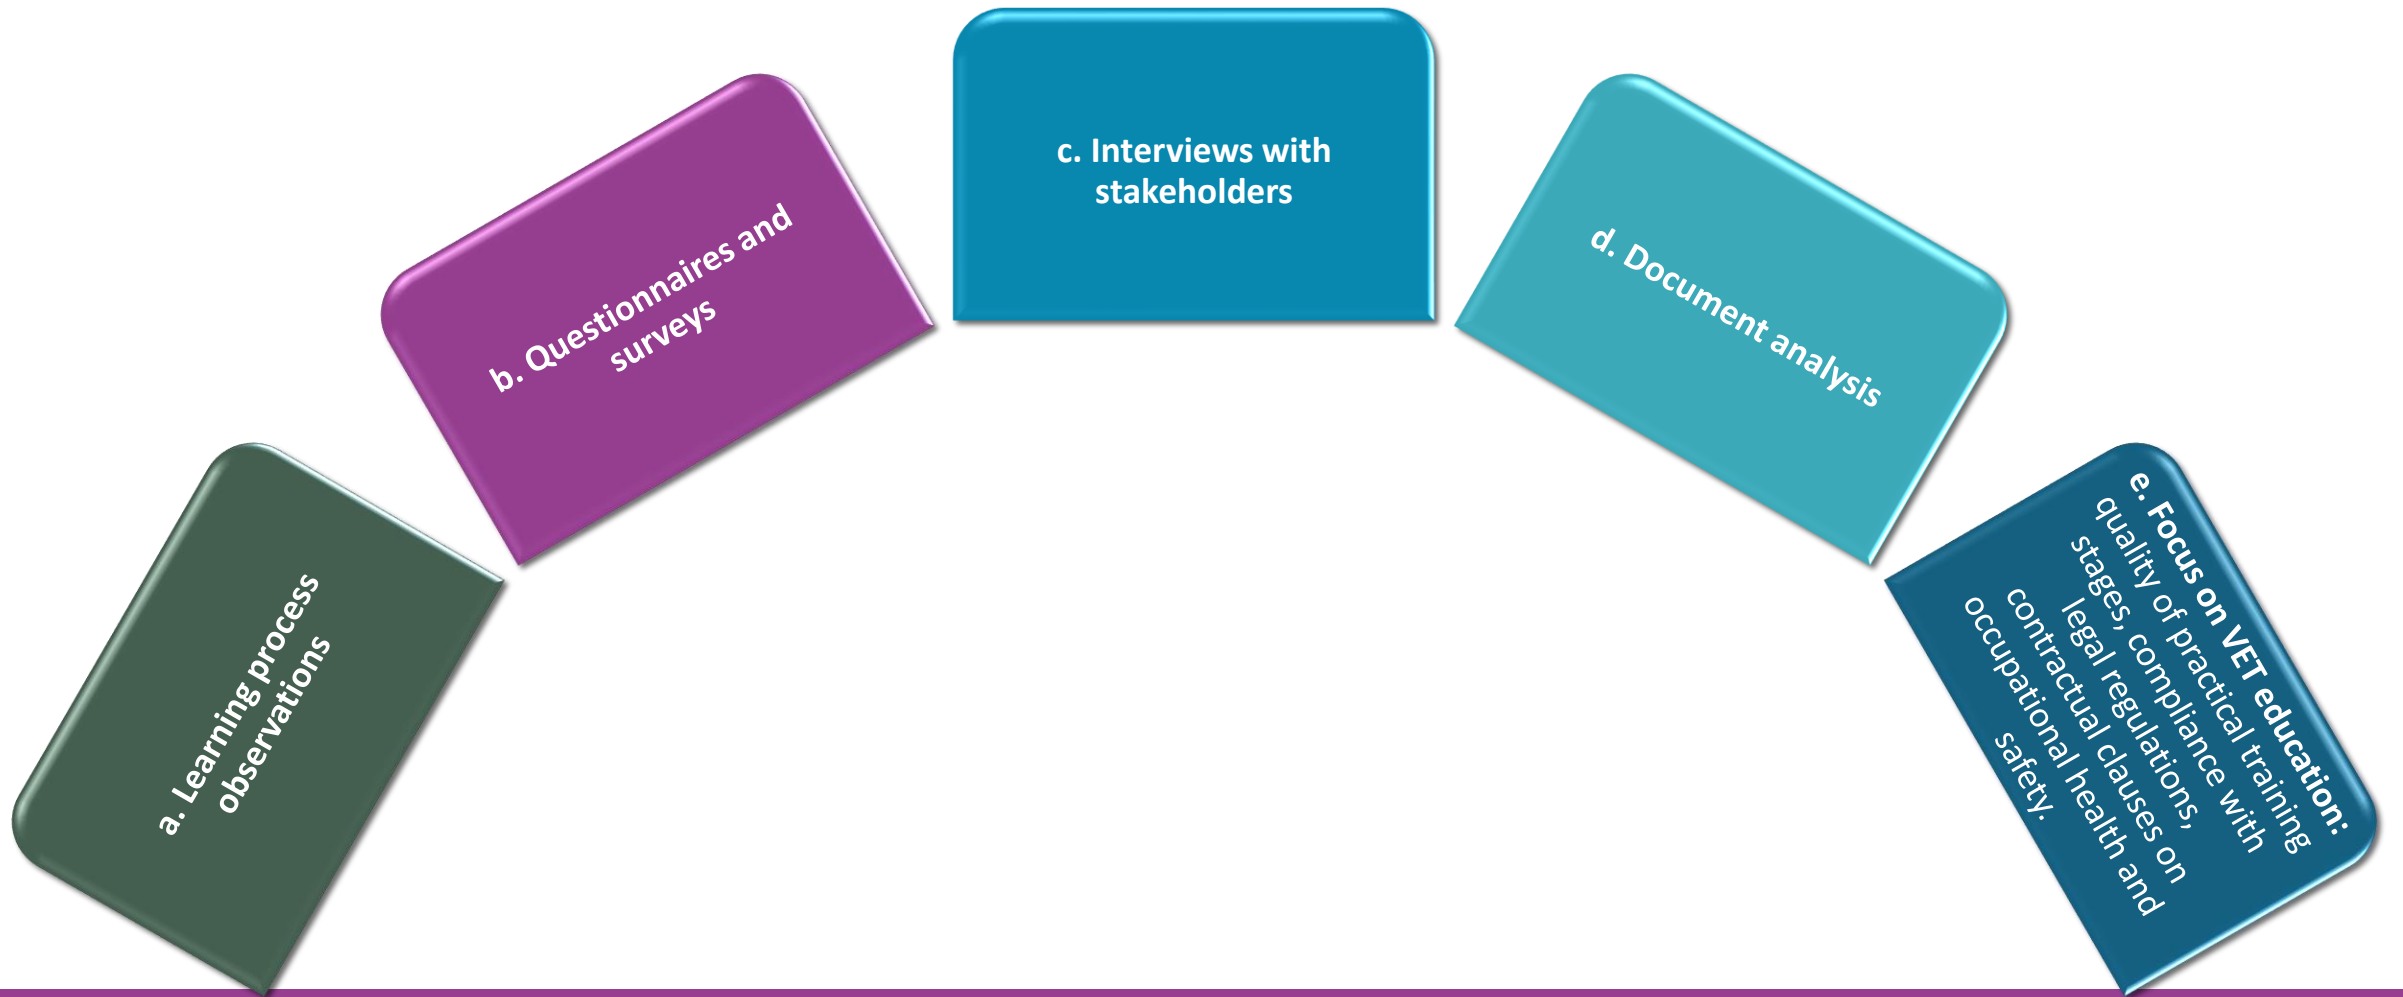 a. Learning process
observations
b. Questionnaires and
surveys
c. Interviews with
stakeholders
d. Document analysis
e. Focus on VET education:
quality of practical training
stages, compliance with
legal regulations,
contractual clauses on
occupational health and
safety.